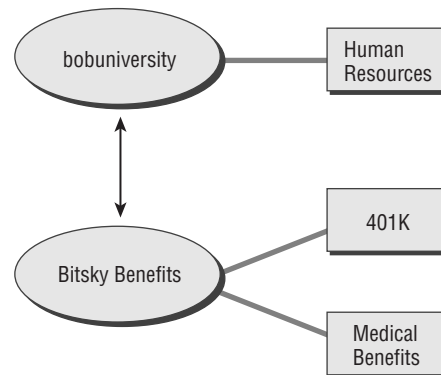 bobuniversity
Human
Resources
Bitsky Benefits
401K
Medical
Benefits